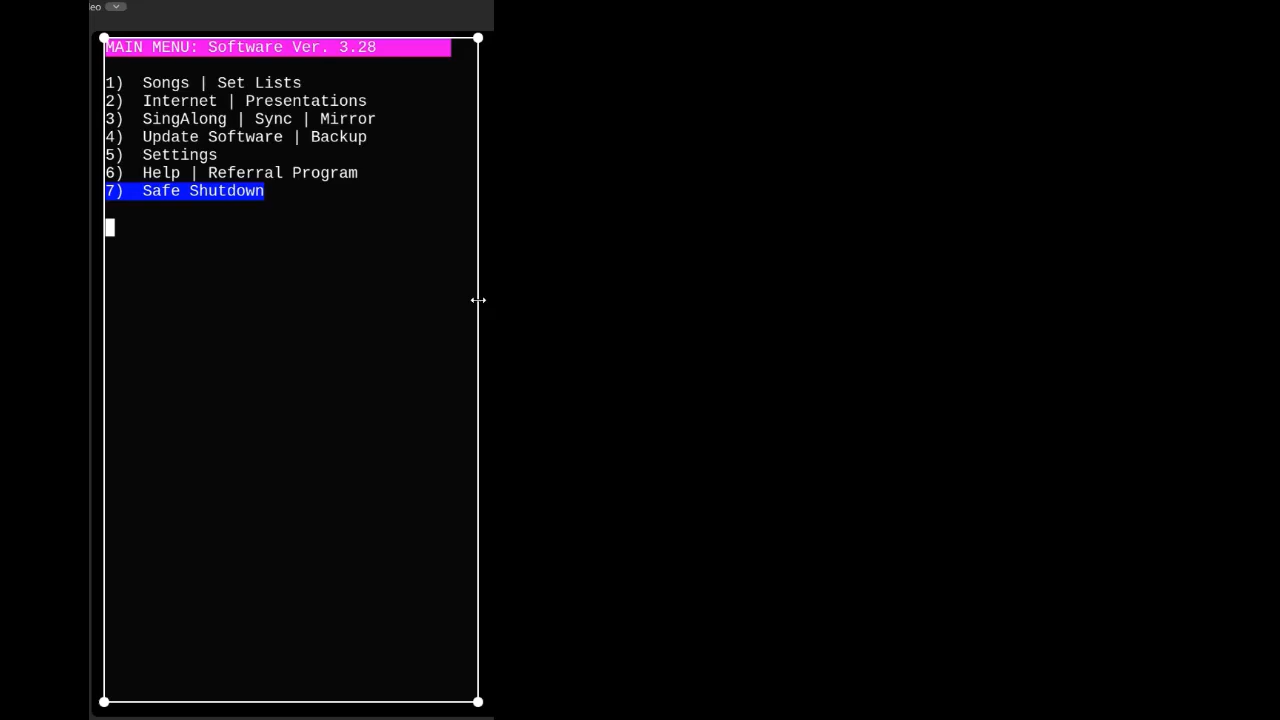 eo
MAIN MENU: Software Ver. 3.28
1) Songs | Set Lists
2) Internet | Presentations
3) SingAlong | Sync | Mirror
4) Update Software | Backup
5) Settings
6) Help | Referral Program
7) Safe Shutdown